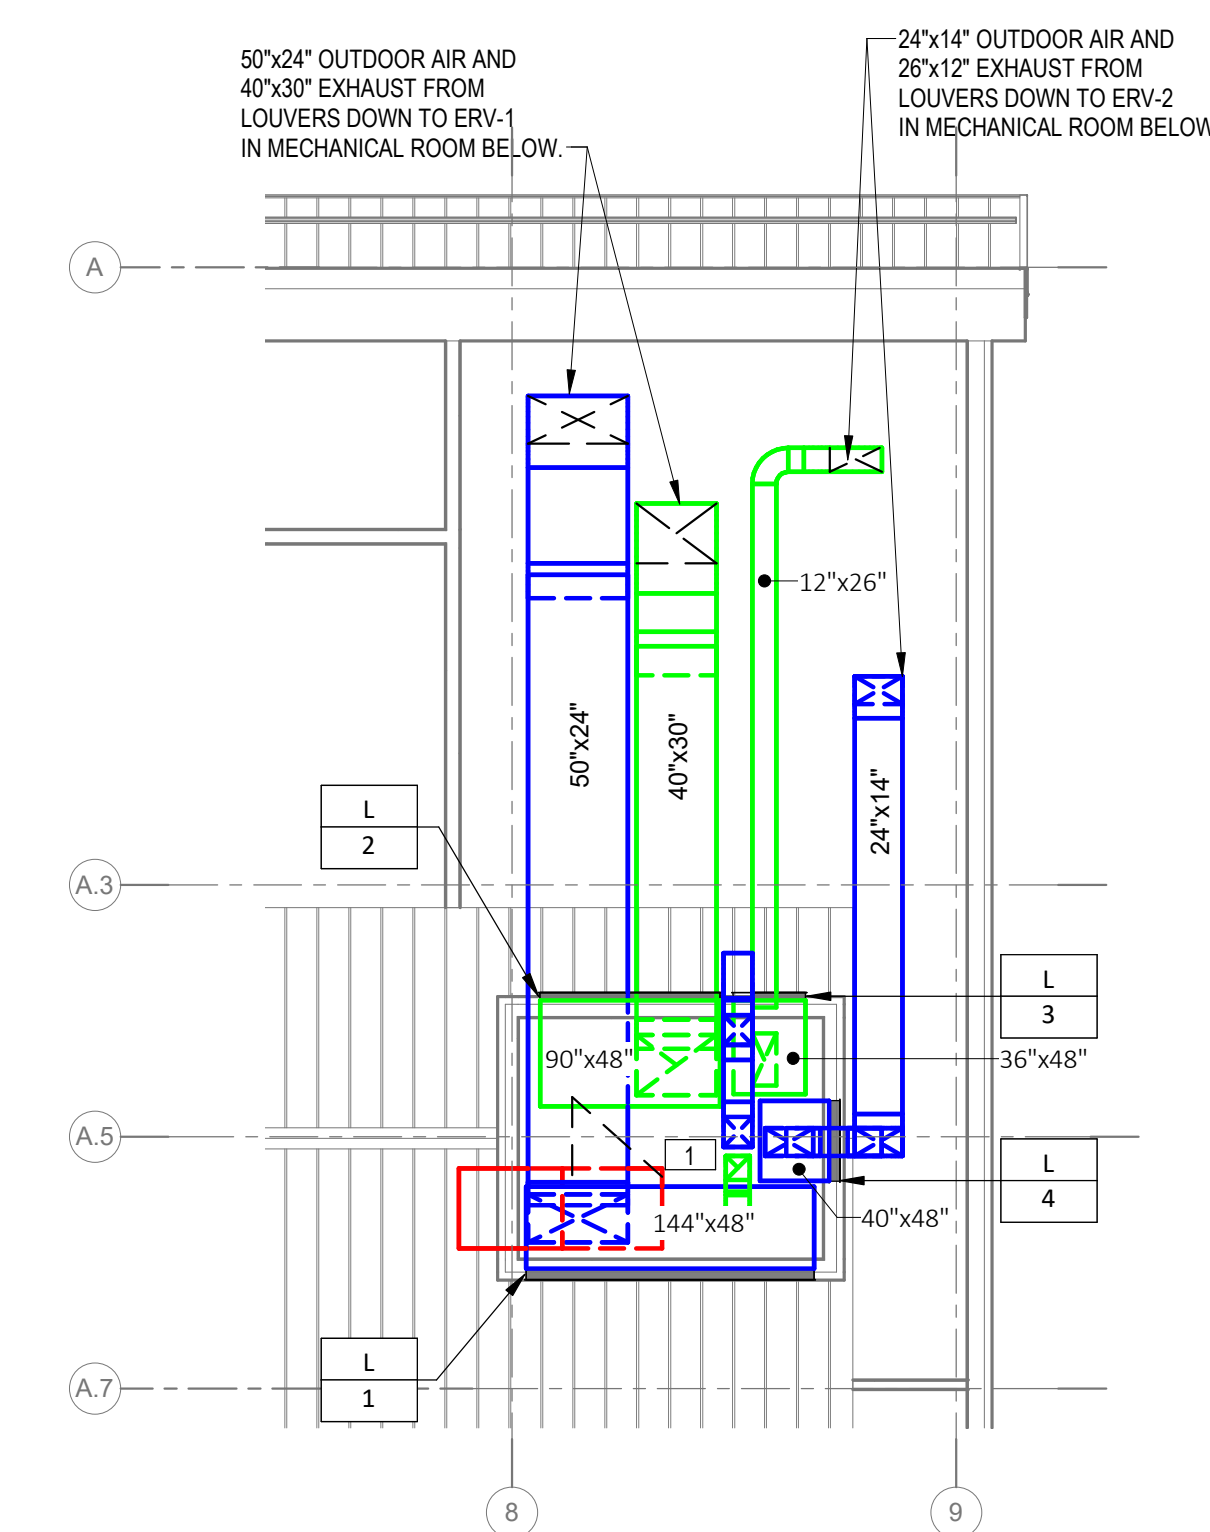 50"x24" OUTDOOR AIR AND
40"x30" EXHAUST FROM
LOUVERS DOWN TO ERV-1
IN MECHANICAL ROOM BELOW.
24"x14" OUTDOOR AIR AND
26"x12" EXHAUST FROM
LOUVERS DOWN TO ERV-2
IN MECHANICAL ROOM BELOW
A
12"x26"
50"x24"
40"x30"
24"x14"
L
2
A.3
L
3
90"x48"
36"x48"
A.5
1
L
4
144"x48"
40"x48"
L
1
A.7
8
9